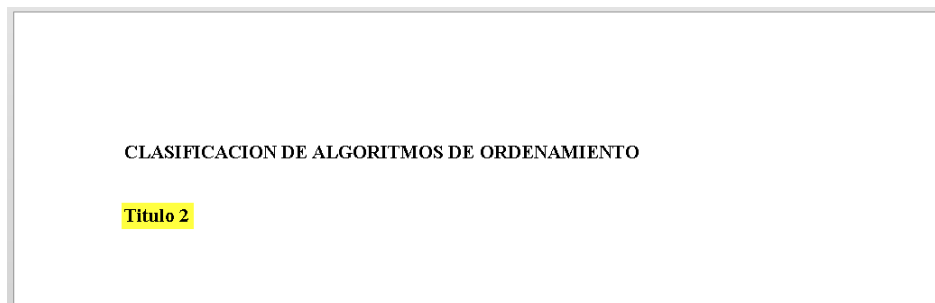 CLASIFICACION DE ALGORITMOS DE ORDENAMIENTO
Titulo 2